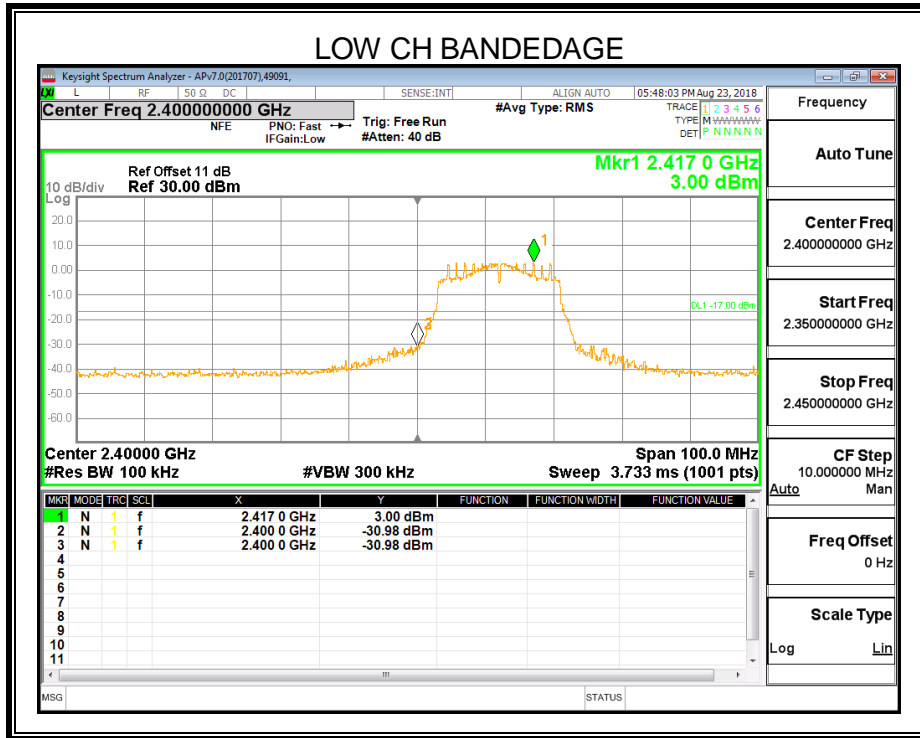 LOW CH BANDEDAGE
Keysight Spectrum Analyzer - APv7.0(201707),49091,
LXI L RF 50 Ω DC SENSE:INT ALIGN AUTO 05:48:03 PM Aug 23, 2018
Center Freq 2.400000000 GHz
NFE
PNO: Fast
IFGain:Low
Trig: Free Run
#Atten: 40 dB
#Avg Type: RMS
TRACE 1 2 3 4 5 6
TYPE M WWWWW
DET P N N N N N
Ref Offset 11 dB
10 dB/div Ref 30.00 dBm
Log
Mkr1 2.417 0 GHz
3.00 dBm
20.0
10.0
0.00
-10.0
-20.0
-30.0
-40.0
-50.0
-60.0
1
DL1 -17.00 dBm
Center 2.40000 GHz Span 100.0 MHz
#Res BW 100 kHz #VBW 300 kHz Sweep 3.733 ms (1001 pts)
MKR MODE TRC SCL X Y FUNCTION FUNCTION WIDTH FUNCTION VALUE
1 N 1 f 2.417 0 GHz 3.00 dBm
2 N 1 f 2.400 0 GHz -30.98 dBm
3 N 1 f 2.400 0 GHz -30.98 dBm
4
5
6
7
8
9
10
11
MSG STATUS
Frequency
Auto Tune
Center Freq
2.400000000 GHz
Start Freq
2.350000000 GHz
Stop Freq
2.450000000 GHz
CF Step
10.000000 MHz
Auto Man
Freq Offset
0 Hz
Scale Type
Log Lin